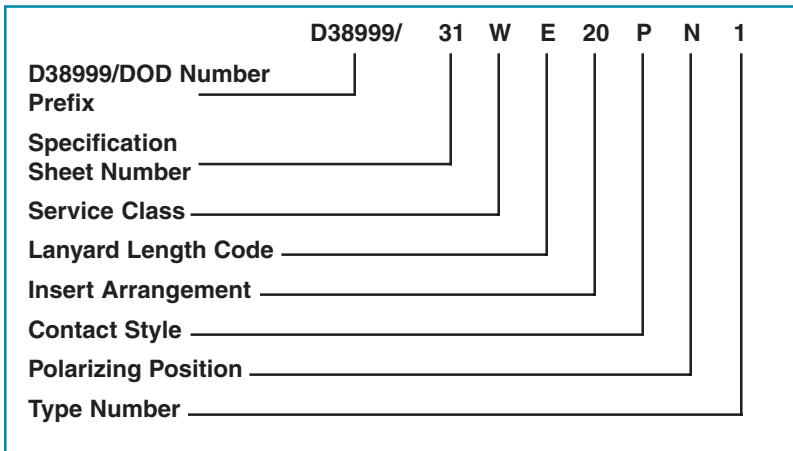 D38999/ 31 W E 20 P N 1
D38999/DOD Number
Prefix
Specification
Sheet Number
Service Class
Lanyard Length Code
Insert Arrangement
Contact Style
Polarizing Position
Type Number